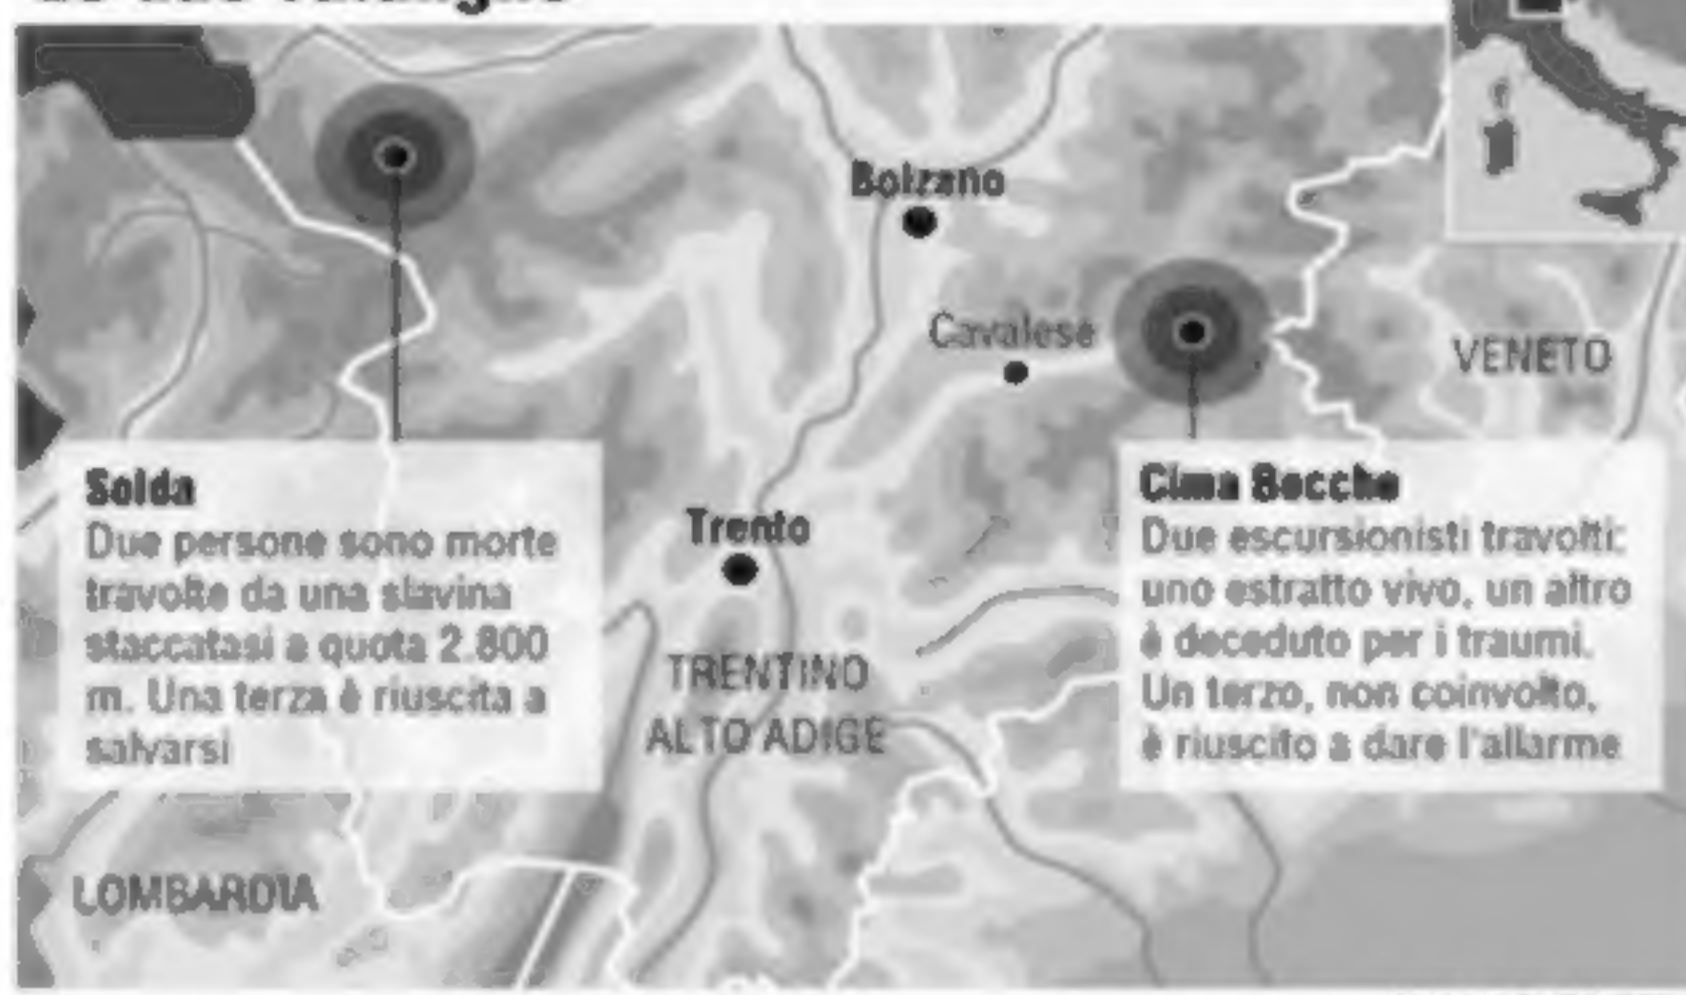 Bolzano
Cavalese
VENETO
Solda
Due persone sono morte
travolte da una slavina
staccatasi a quota 2.800
m. Una terza è riuscita a
salvarsi
Trento
Cima Bocche
Due escursionisti travolti:
uno estratto vivo, un altro
è deceduto per i traumi.
Un terzo, non coinvolto,
è riuscito a dare l'allarme
TRENTINO
ALTO ADIGE
LOMBARDIA